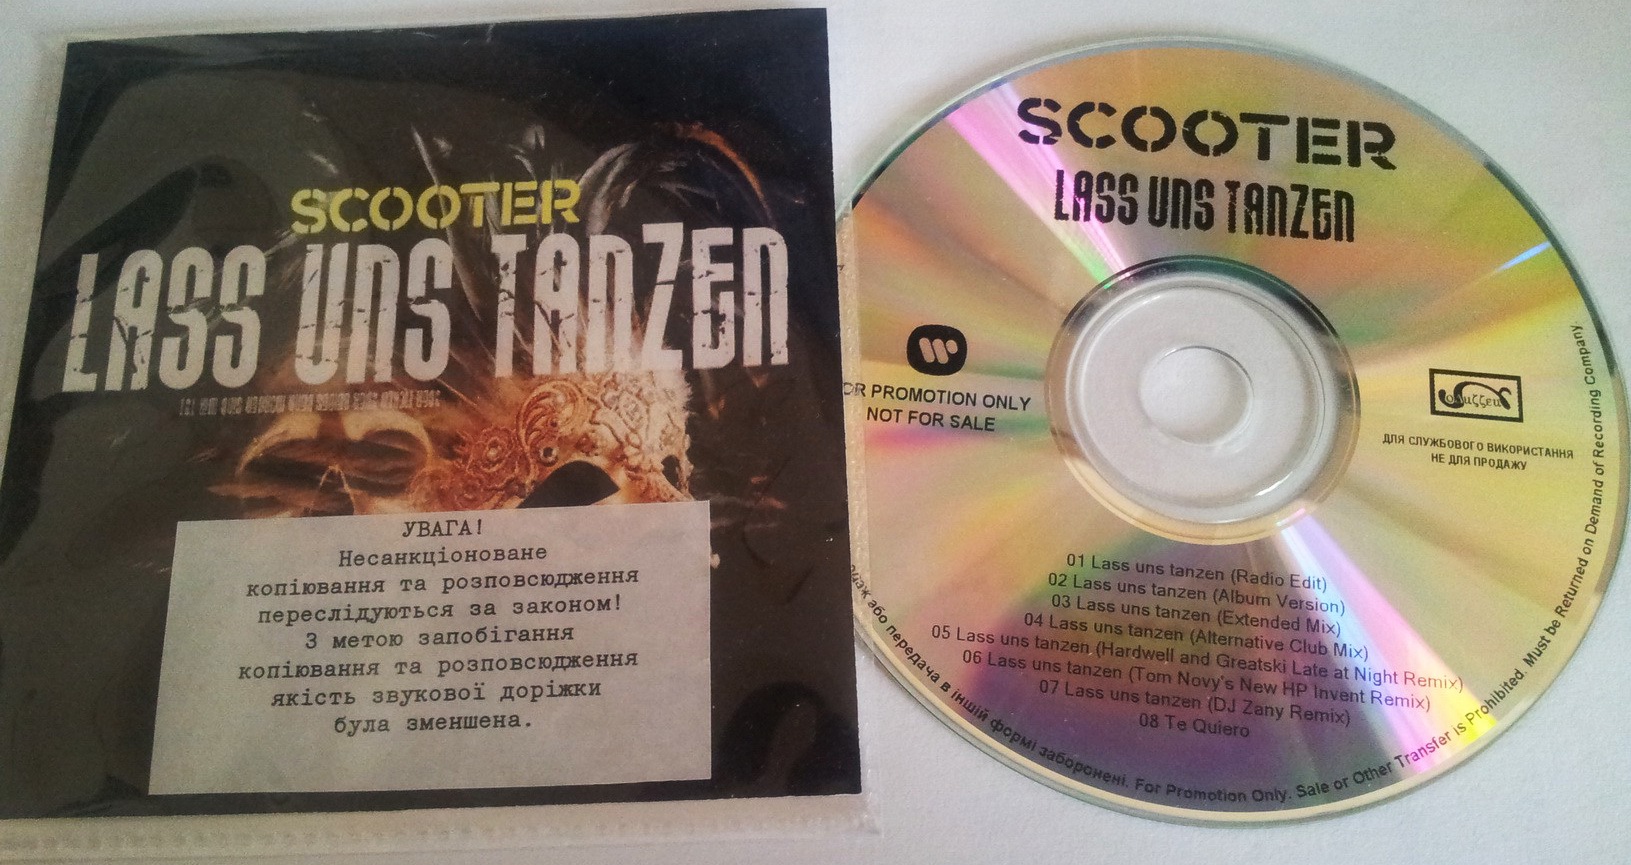 SCOOTER
LASS UNS TANZEN
УВАГА!
Несанкціоноване
копіювання та розповсюдження
переслідуються за законом!
З метою запобігання
копіювання та розповсюдження
якість звукової доріжки
була зменшена.
SCOOTER
LASS UNS TANZEN
OR PROMOTION ONLY
NOT FOR SALE
ДЛЯ СЛУЖБОВОГО ВИКОРИСТАННЯ
НЕ ДЛЯ ПРОДАЖУ
01 Lass uns tanzen (Radio Edit)
02 Lass uns tanzen (Album Version)
03 Lass uns tanzen (Extended Mix)
04 Lass uns tanzen (Alternative Club Mix)
05 Lass uns tanzen (Hardwell and Greatski Late at Night Remix)
06 Lass uns tanzen (Tom Novy's New HP Invent Remix)
07 Lass uns tanzen (DJ Zany Remix)
08 Te Quiero
або передача в іншій формі заборонені. For Promotion Only. Sale or Other Transfer is Prohibited. Must be Returned on Demand of Recording Company.